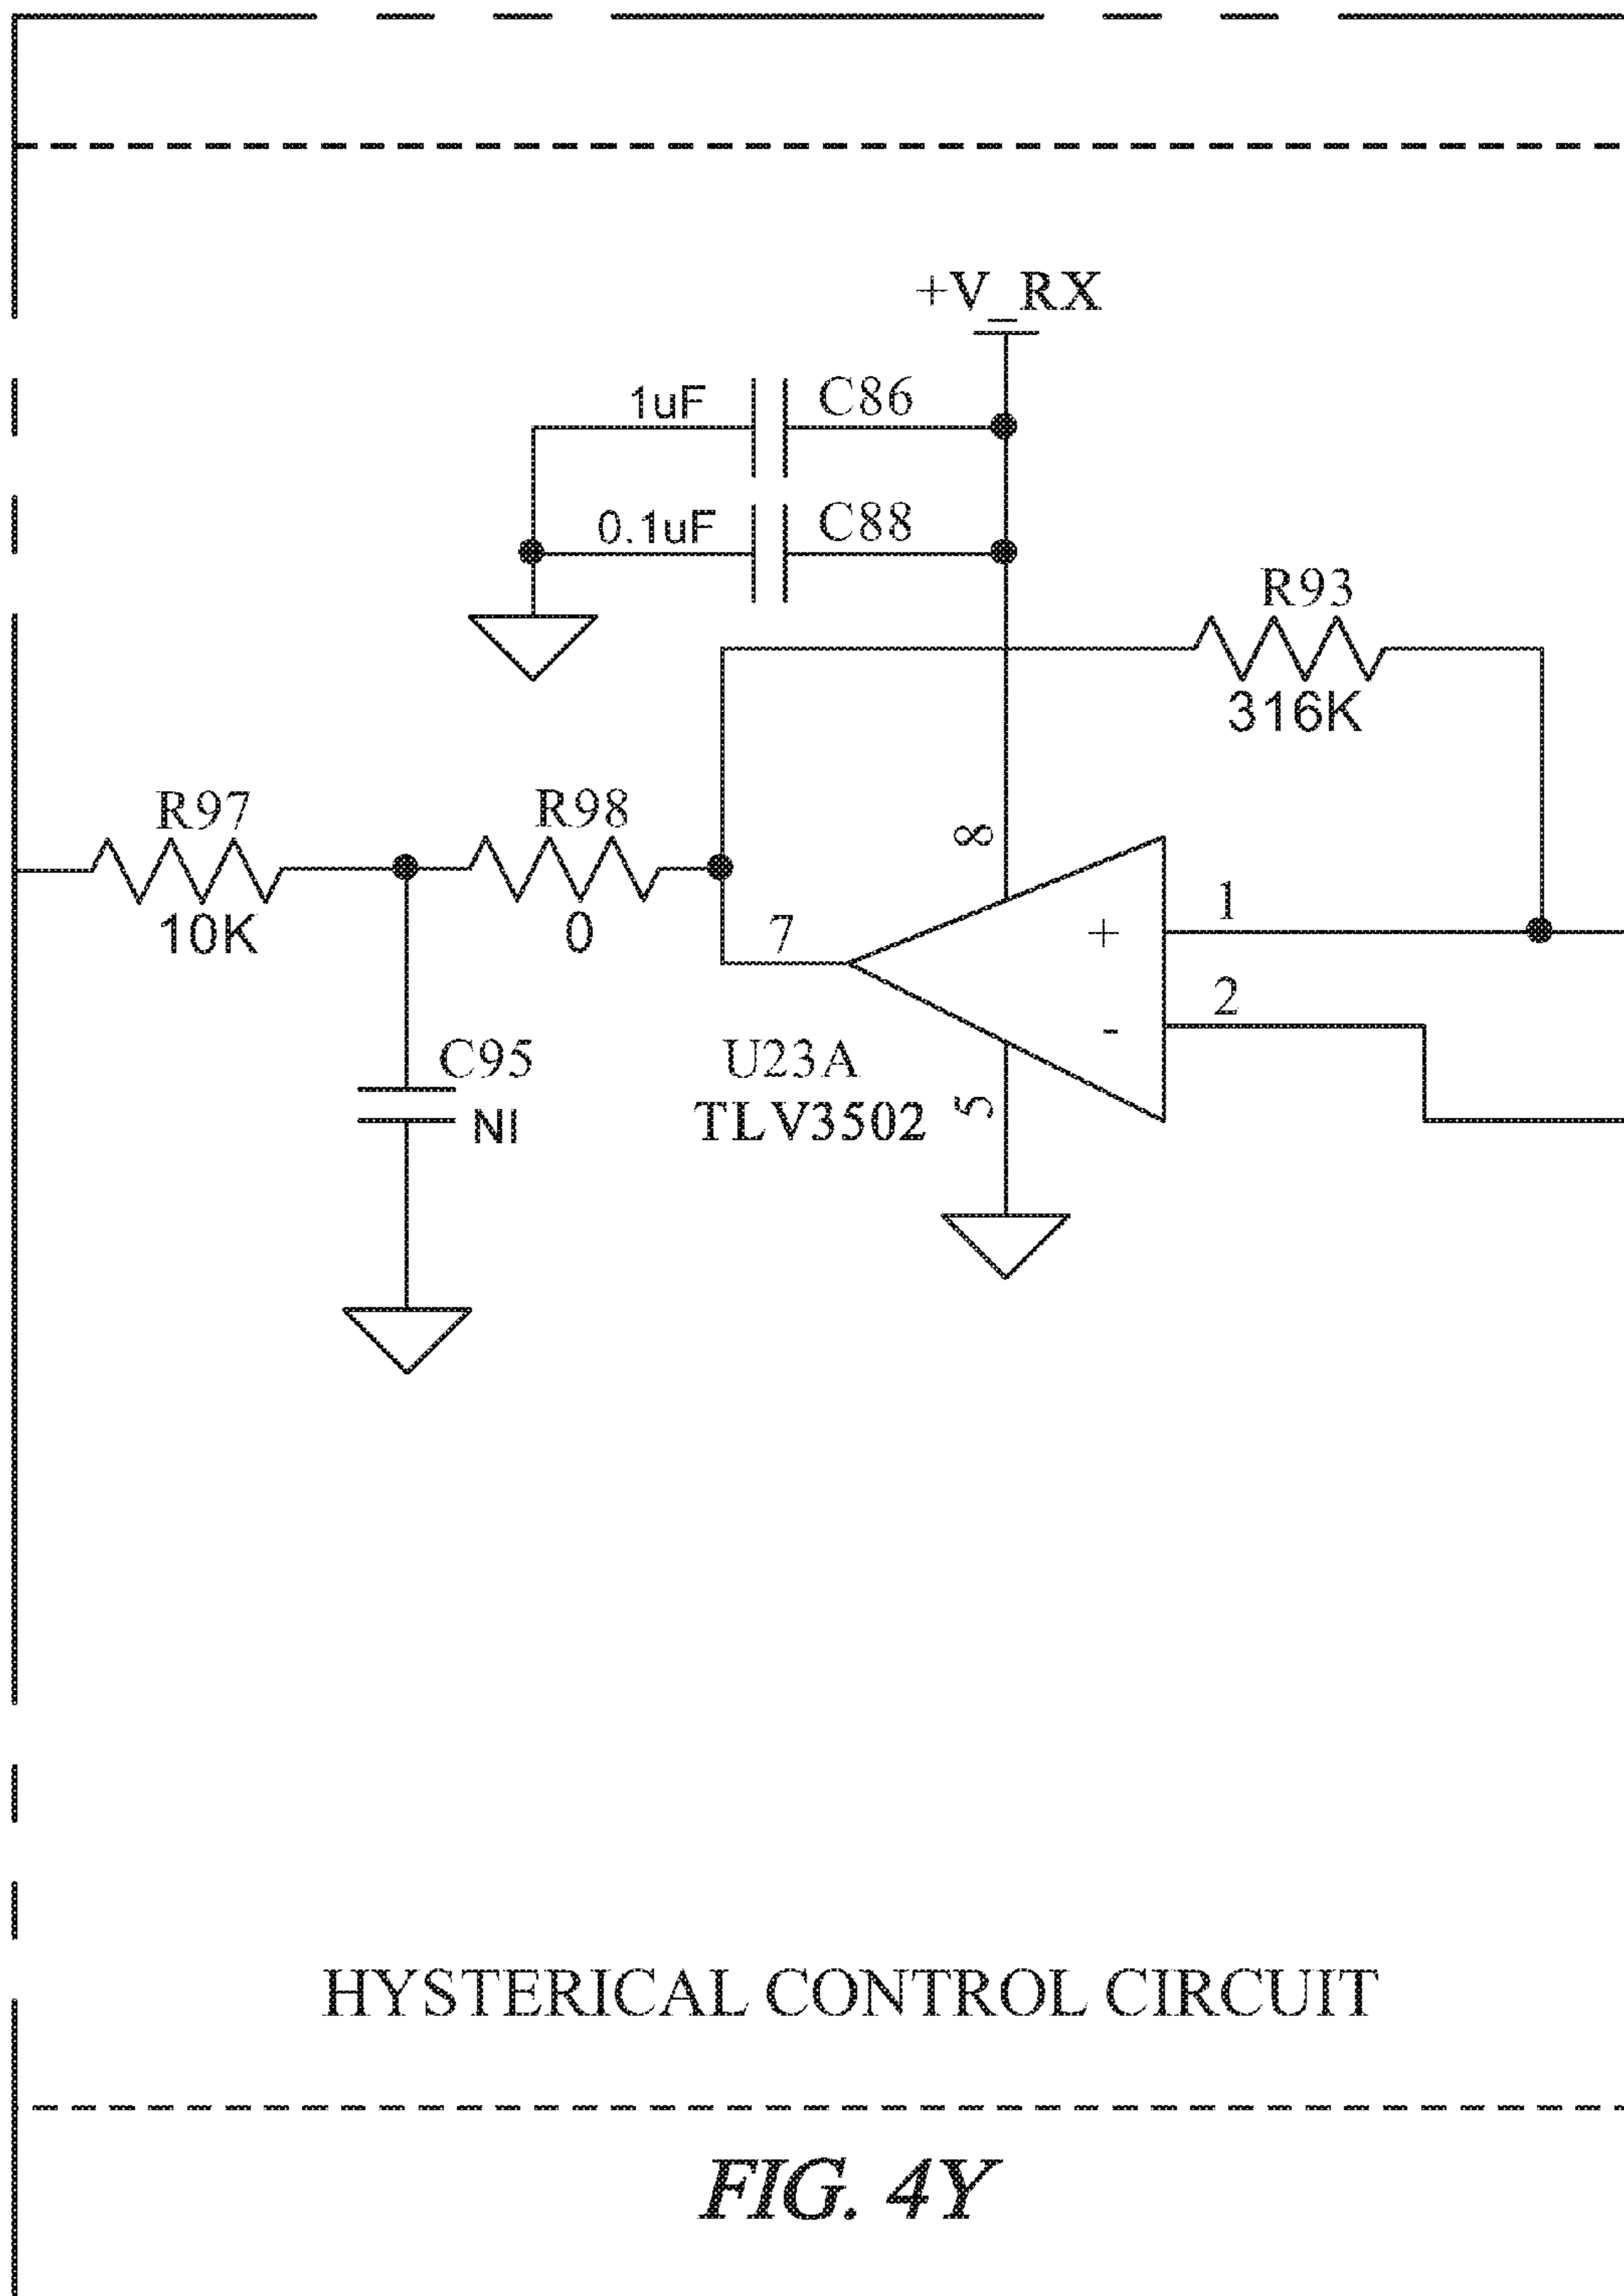 +V_RX
1uF
C86
0.1uF
C88
R93
316K
R97
10K
R98
0
8
7
+
1
-
2
C95
NI
U23A
TLV3502
5
HYSTERICAL CONTROL CIRCUIT
FIG. 4Y